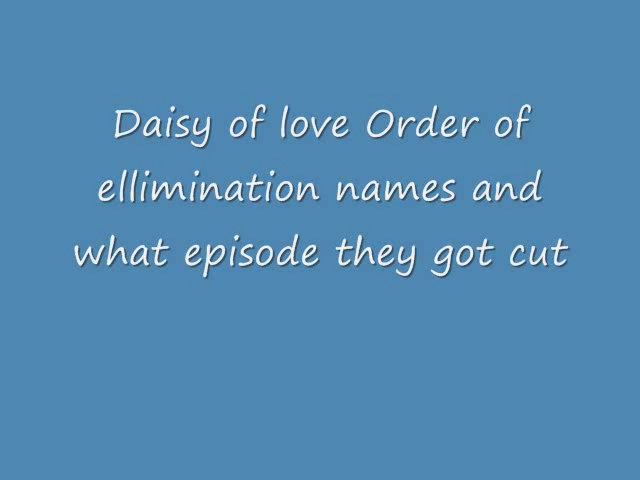 Daisy of love Order of
ellimination names and
what episode they got cut